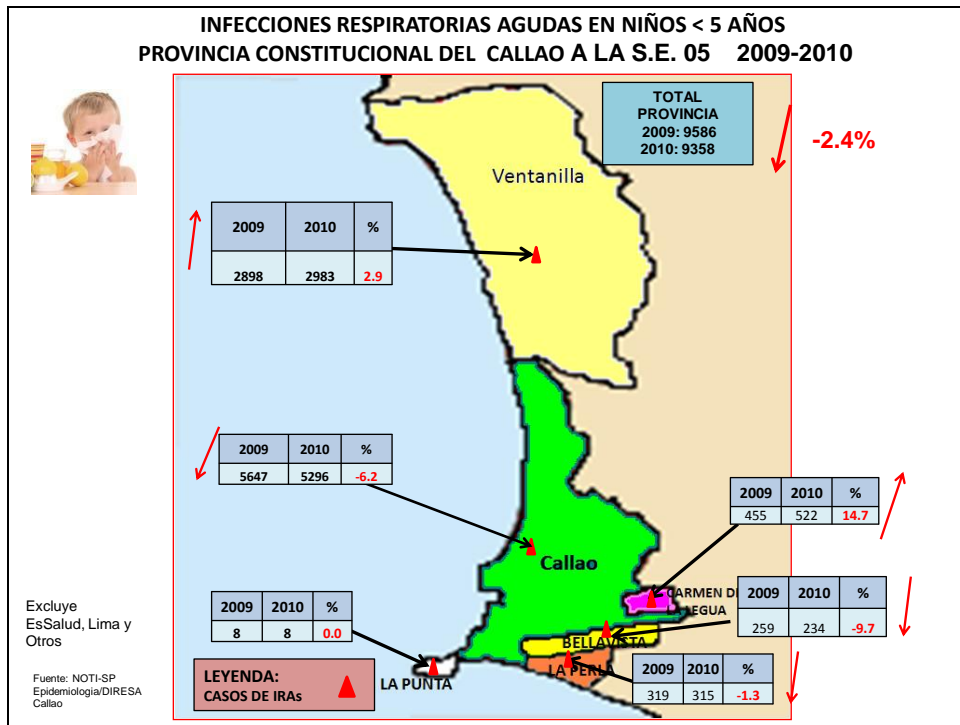 INFECCIONES RESPIRATORIAS AGUDAS EN NIÑOS < 5 AÑOS
PROVINCIA CONSTITUCIONAL DEL CALLAO A LA S.E. 05 2009-2010
TOTAL
PROVINCIA
2009: 9586
2010: 9358
-2.4%
Ventanilla
2009 2010 %
2898 2983 2.9
2009 2010 %
5647 5296 -6.2
2009 2010 %
455 522 14.7
Callao
CARMEN DE
LA LEGUA
2009 2010 %
259 234 -9.7
BELLAVISTA
2009 2010 %
8 8 0.0
LA PERLA
2009 2010 %
319 315 -1.3
LA PUNTA
LEYENDA:
CASOS DE IRAs
Excluye
EsSalud, Lima y
Otros
Fuente: NOTI-SP
Epidemiologia/DIRESA
Callao